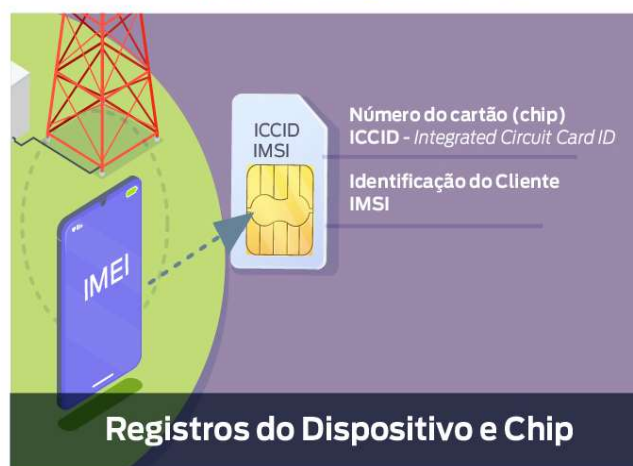 ICCID
IMSI
Número do cartão (chip)
ICCID - Integrated Circuit Card ID
Identificação do Cliente
IMSI
IMEI
Registros do Dispositivo e Chip